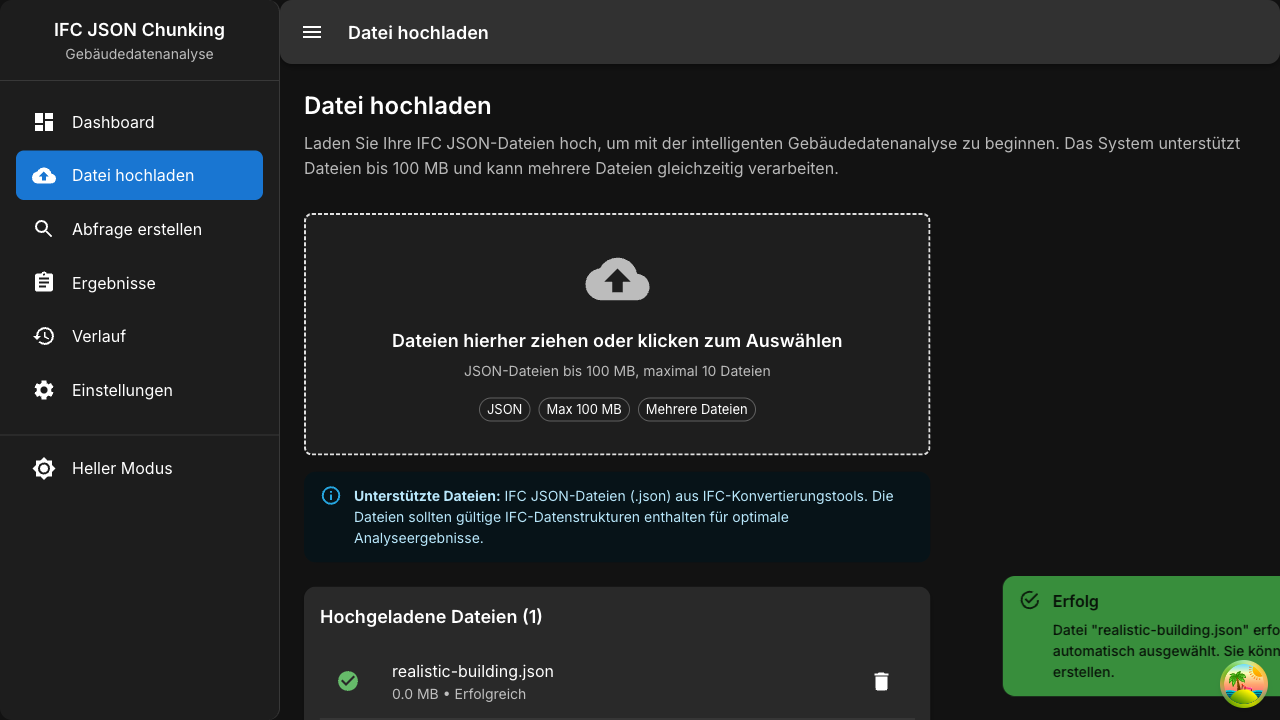 IFC JSON Chunking
Gebäudedatenanalyse
Dashboard
Datei hochladen
Abfrage erstellen
Ergebnisse
Verlauf
Einstellungen
Heller Modus
Datei hochladen
Datei hochladen
Laden Sie Ihre IFC JSON-Dateien hoch, um mit der intelligenten Gebäudedatenanalyse zu beginnen. Das System unterstützt
Dateien bis 100 MB und kann mehrere Dateien gleichzeitig verarbeiten.
Dateien hierher ziehen oder klicken zum Auswählen
JSON-Dateien bis 100 MB, maximal 10 Dateien
JSON
Max 100 MB
Mehrere Dateien
Unterstützte Dateien: IFC JSON-Dateien (.json) aus IFC-Konvertierungstools. Die
Dateien sollten gültige IFC-Datenstrukturen enthalten für optimale
Analyseergebnisse.
Hochgeladene Dateien (1)
realistic-building.json
0.0 MB • Erfolgreich
Erfolg
Datei "realistic-building.json"
automatisch ausgewählt. Sie
erstellen.